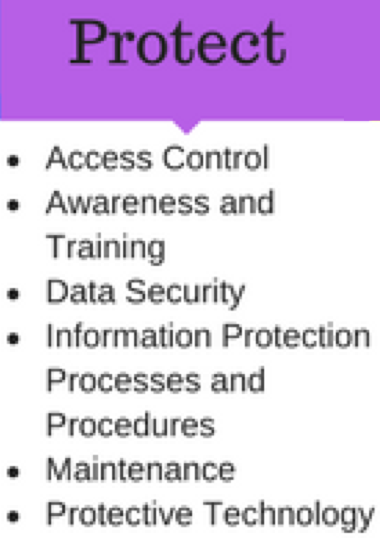 Protect
• Access Control
• Awareness and
Training
• Data Security
• Information Protection
Processes and
Procedures
• Maintenance
• Protective Technology